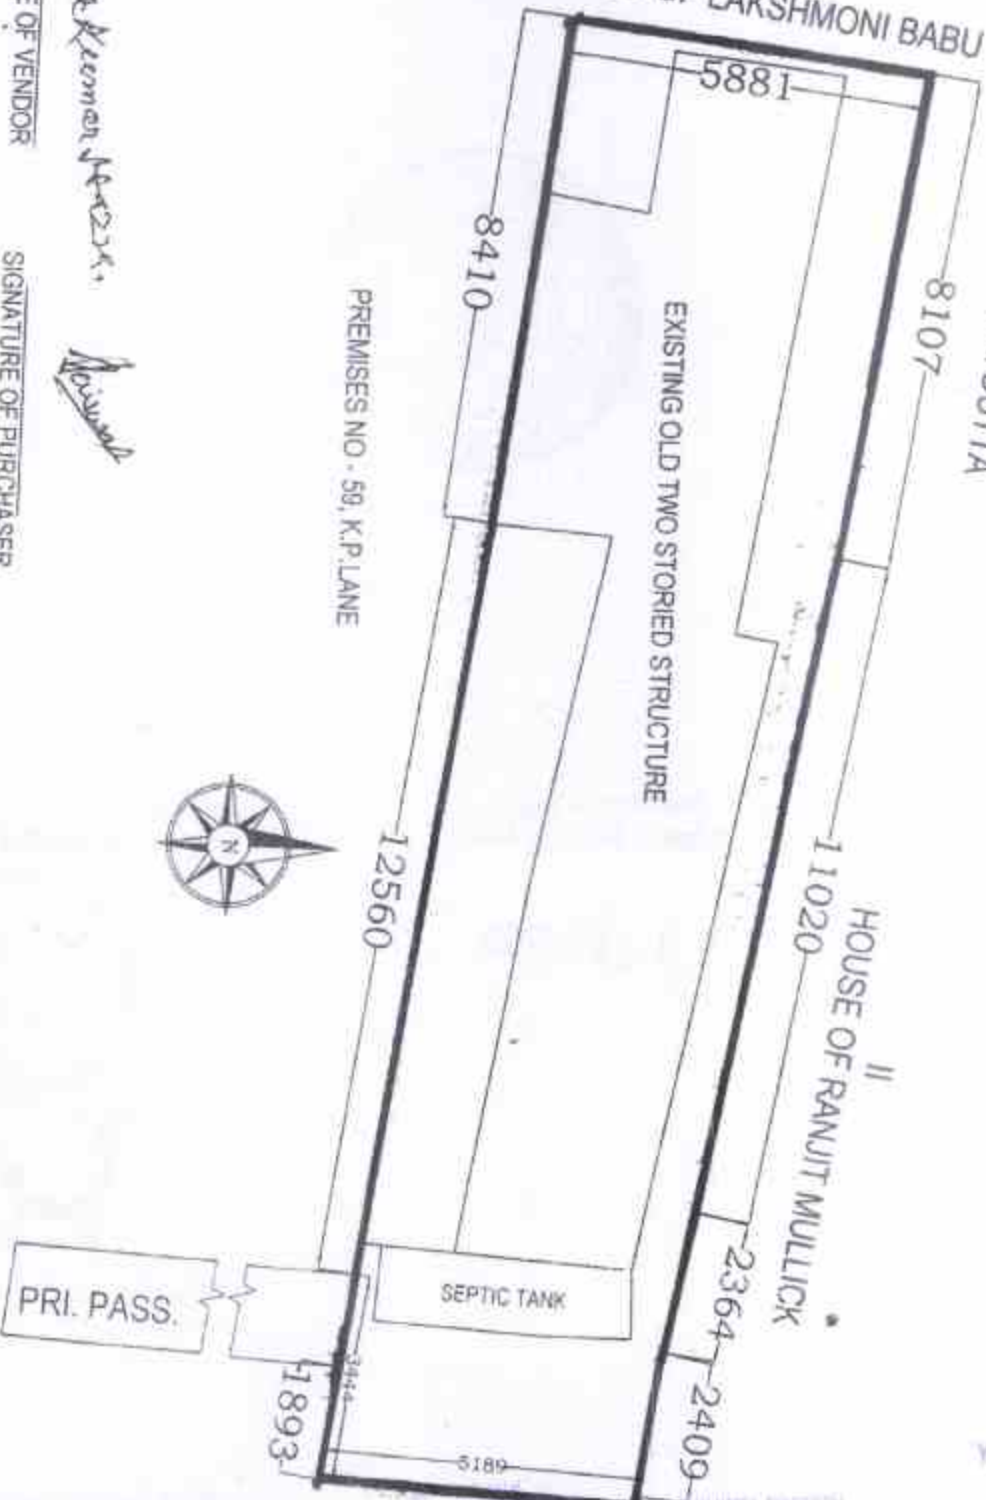 LAKSHMONI BABU
5881
8107
8410
EXISTING OLD TWO STORIED STRUCTURE
PREMISES NO - 59, K.P.LANE
11020
HOUSE OF RANJIT MULLICK
12560
N
SEPTIC TANK
2364
2409
PRI. PASS.
3444
1893
5189
OF VENDOR
SIGNATURE OF PURCHASER